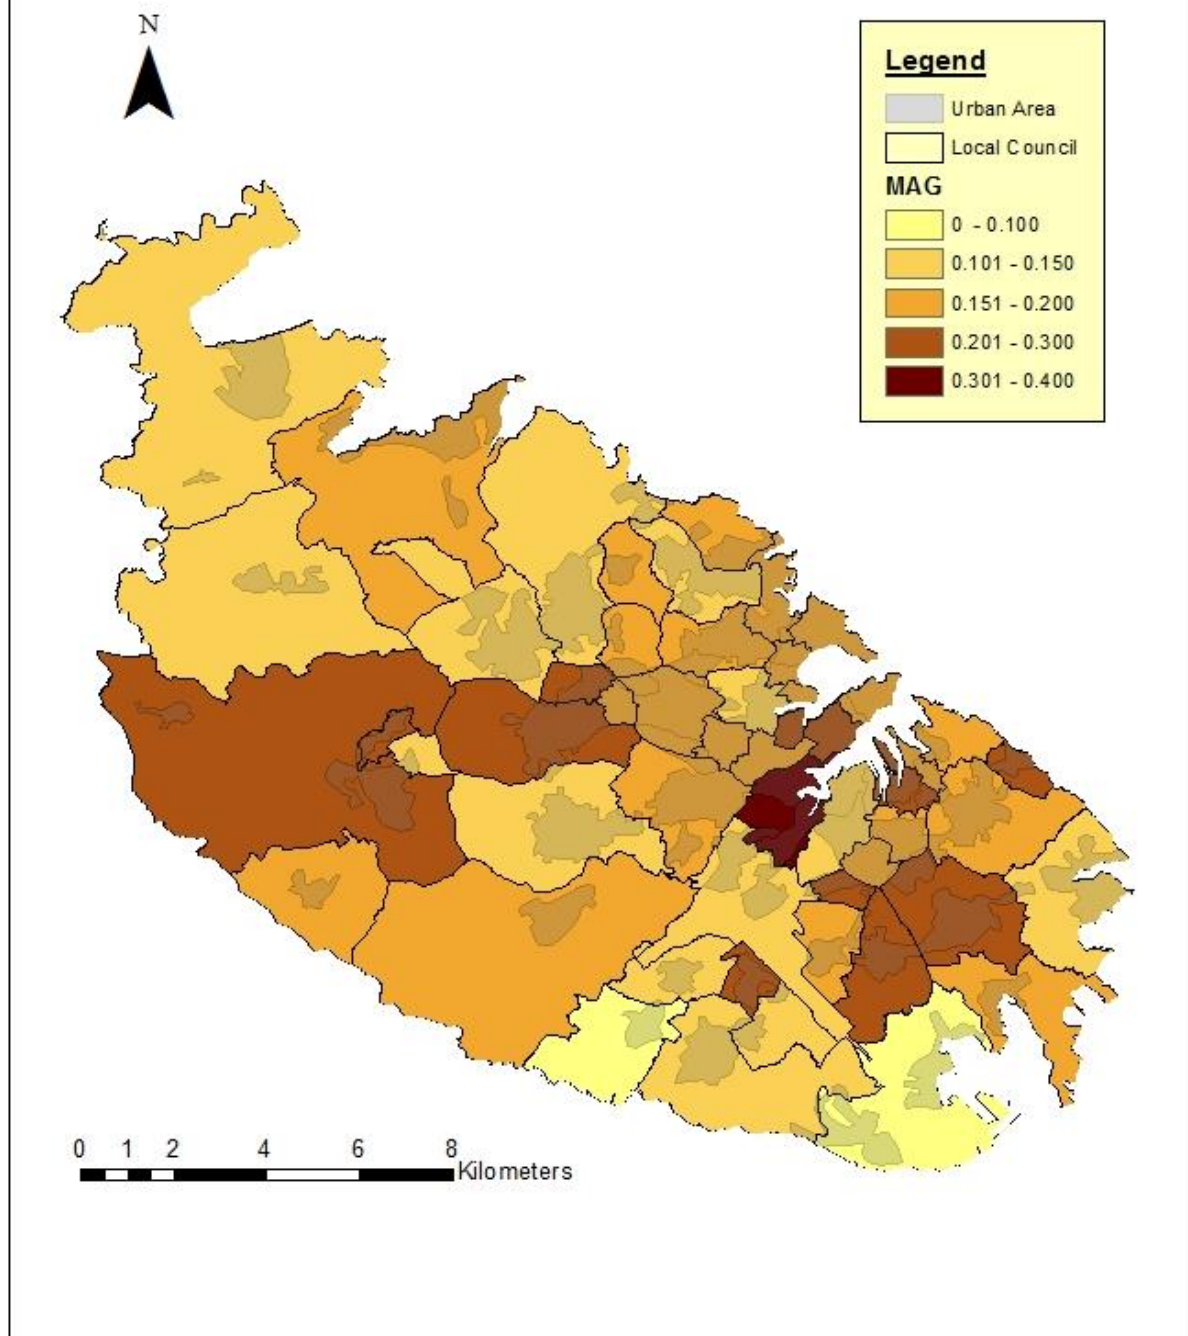 N
Legend
Urban Area
Local Council
MAG
0 - 0.100
0.101 - 0.150
0.151 - 0.200
0.201 - 0.300
0.301 - 0.400
0 1 2 4 6 8
Kilometers